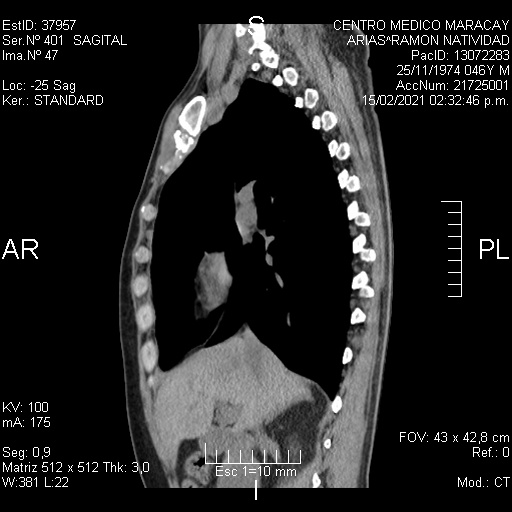 EstID: 37957
Ser.Nº 401 SAGITAL
Ima.Nº 47
Loc: -25 Sag
Ker.: STANDARD
CENTRO MEDICO MARACAY
ARIAS^RAMON NATIVIDAD
PacID: 13072283
25/11/1974 046Y M
AccNum: 21725001
15/02/2021 02:32:46 p.m.
AR
PL
KV: 100
mA: 175
Seg: 0,9
Matriz 512 x 512 Thk: 3,0
W:381 L:22
Esc 1=10 mm
I
FOV: 43 x 42,8 cm
Ref.: 0
Mod.: CT